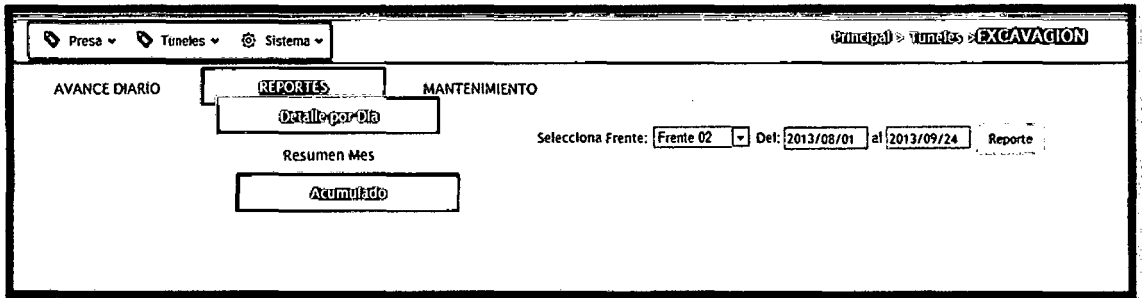 Presa Tuneles Sistema Principal > Tuneles > EXCAVACION
AVANCE DIARIO REPORTES MANTENIMIENTO
Detalle por Dia
Selecciona Frente: Frente 02 Del: 2013/08/01 al 2013/09/24 Reporte
Resumen Mes
Acumulado